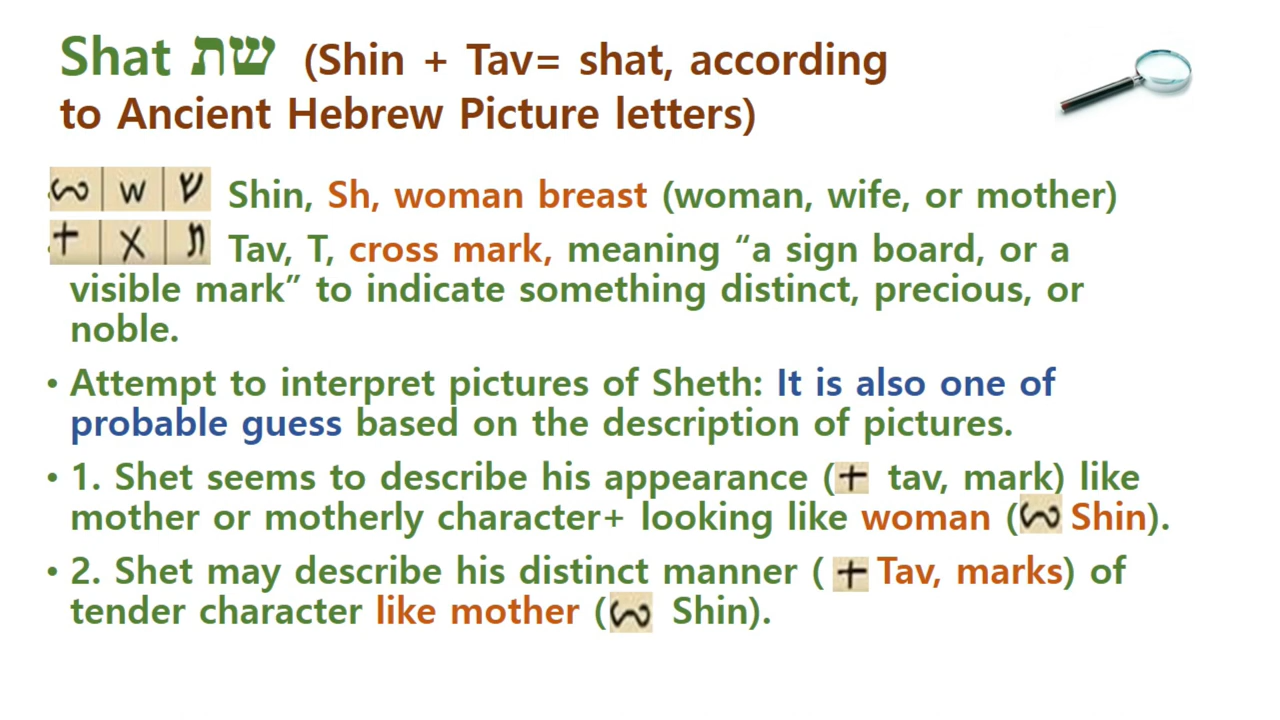 Shat שת (Shin + Tav= shat, according
to Ancient Hebrew Picture letters)
w ש Shin, Sh, woman breast (woman, wife, or mother)
+ X ת Tav, T, cross mark, meaning “a sign board, or a
visible mark” to indicate something distinct, precious, or
noble.
• Attempt to interpret pictures of Sheth: It is also one of
probable guess based on the description of pictures.
• 1. Shet seems to describe his appearance (+ tav, mark) like
mother or motherly character+ looking like woman ( Shin).
• 2. Shet may describe his distinct manner ( + Tav, marks) of
tender character like mother ( Shin).